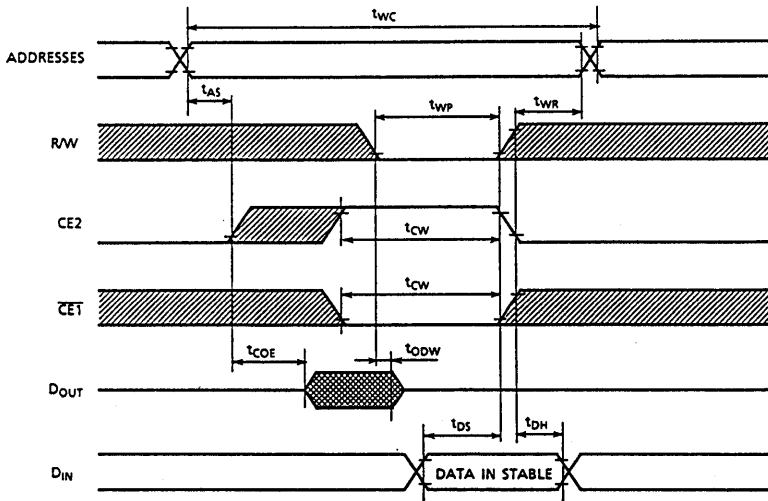 tWC
ADDRESSES
tAS
tWP
tWR
R/W
CE2
tCW
tCW
CE1
tCOE
tODW
DOUT
tDS
tDH
DIN
DATA IN STABLE